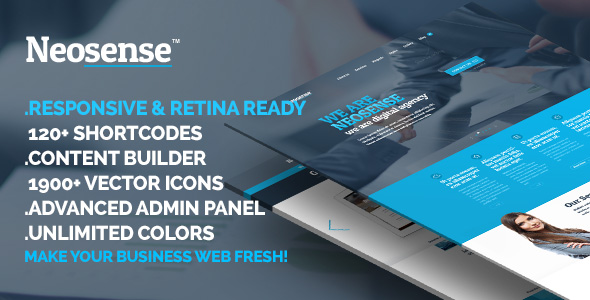 Neosense™
.RESPONSIVE & RETINA READY
120+ SHORTCODES
.CONTENT BUILDER
1900+ VECTOR ICONS
.ADVANCED ADMIN PANEL
.UNLIMITED COLORS
MAKE YOUR BUSINESS WEB FRESH!
WE ARE
NEOSENSE
we are digital agency
Our Se